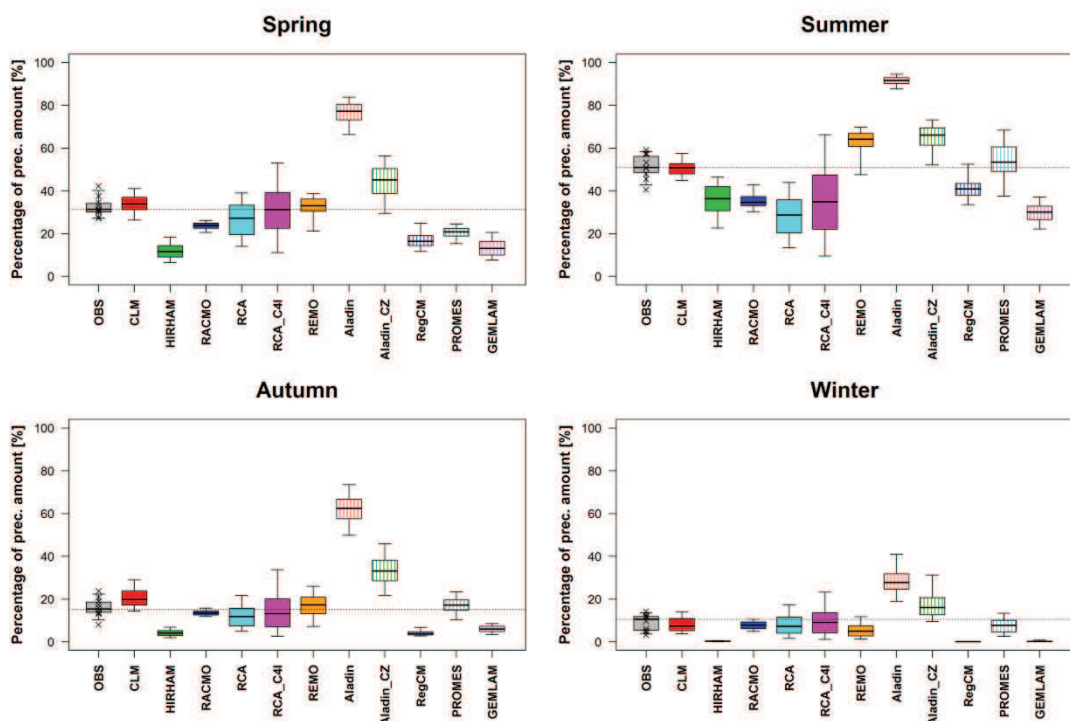 Spring
Percentage of prec. amount [%]
100
80
60
40
20
0
OBS
CLM
HIRHAM
RACMO
RCA
RCA_C4I
REMO
Aladin
Aladin_CZ
RegCM
PROMES
GEMLAM
Summer
Percentage of prec. amount [%]
100
80
60
40
20
0
OBS
CLM
HIRHAM
RACMO
RCA
RCA_C4I
REMO
Aladin
Aladin_CZ
RegCM
PROMES
GEMLAM
Autumn
Percentage of prec. amount [%]
100
80
60
40
20
0
OBS
CLM
HIRHAM
RACMO
RCA
RCA_C4I
REMO
Aladin
Aladin_CZ
RegCM
PROMES
GEMLAM
Winter
Percentage of prec. amount [%]
100
80
60
40
20
0
OBS
CLM
HIRHAM
RACMO
RCA
RCA_C4I
REMO
Aladin
Aladin_CZ
RegCM
PROMES
GEMLAM